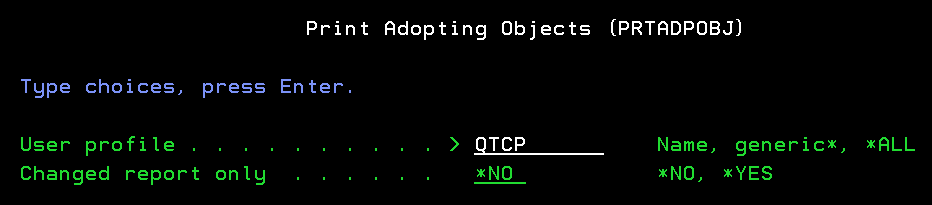 Print Adopting Objects (PRTADPOBJ)
Type choices, press Enter.
User profile . . . . . . . . . . > QTCP Name, generic*, *ALL
Changed report only . . . . . . *NO *NO, *YES